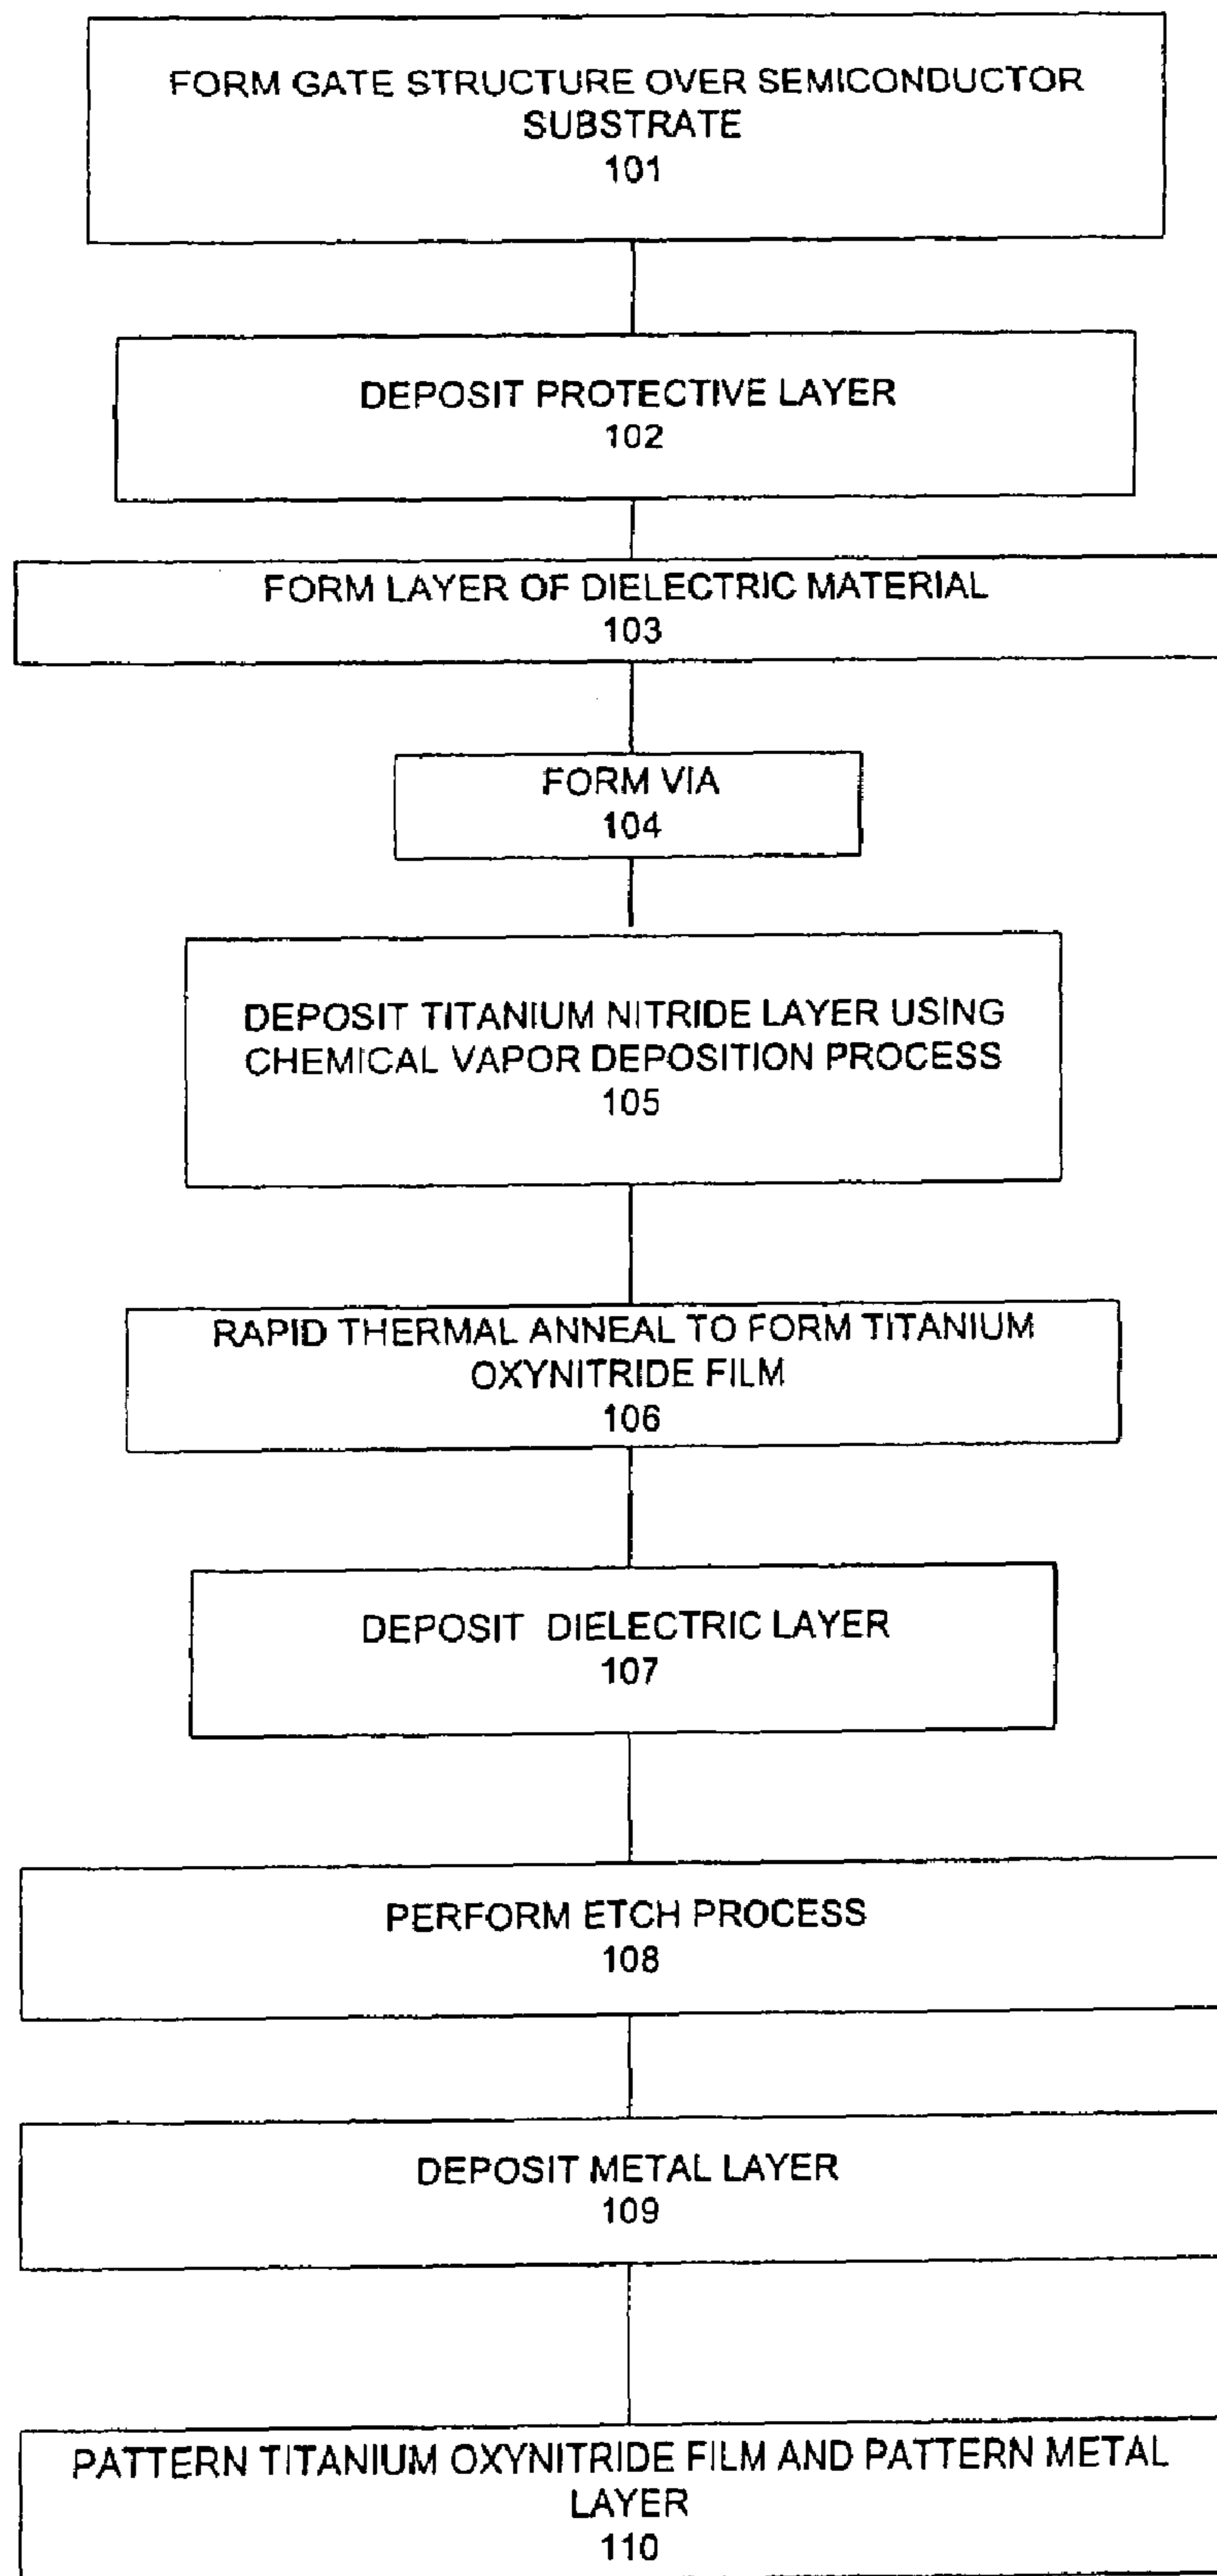 FORM GATE STRUCTURE OVER SEMICONDUCTOR
SUBSTRATE
101
DEPOSIT PROTECTIVE LAYER
102
FORM LAYER OF DIELECTRIC MATERIAL
103
FORM VIA
104
DEPOSIT TITANIUM NITRIDE LAYER USING
CHEMICAL VAPOR DEPOSITION PROCESS
105
RAPID THERMAL ANNEAL TO FORM TITANIUM
OXYNITRIDE FILM
106
DEPOSIT DIELECTRIC LAYER
107
PERFORM ETCH PROCESS
108
DEPOSIT METAL LAYER
109
PATTERN TITANIUM OXYNITRIDE FILM AND PATTERN METAL
LAYER
110